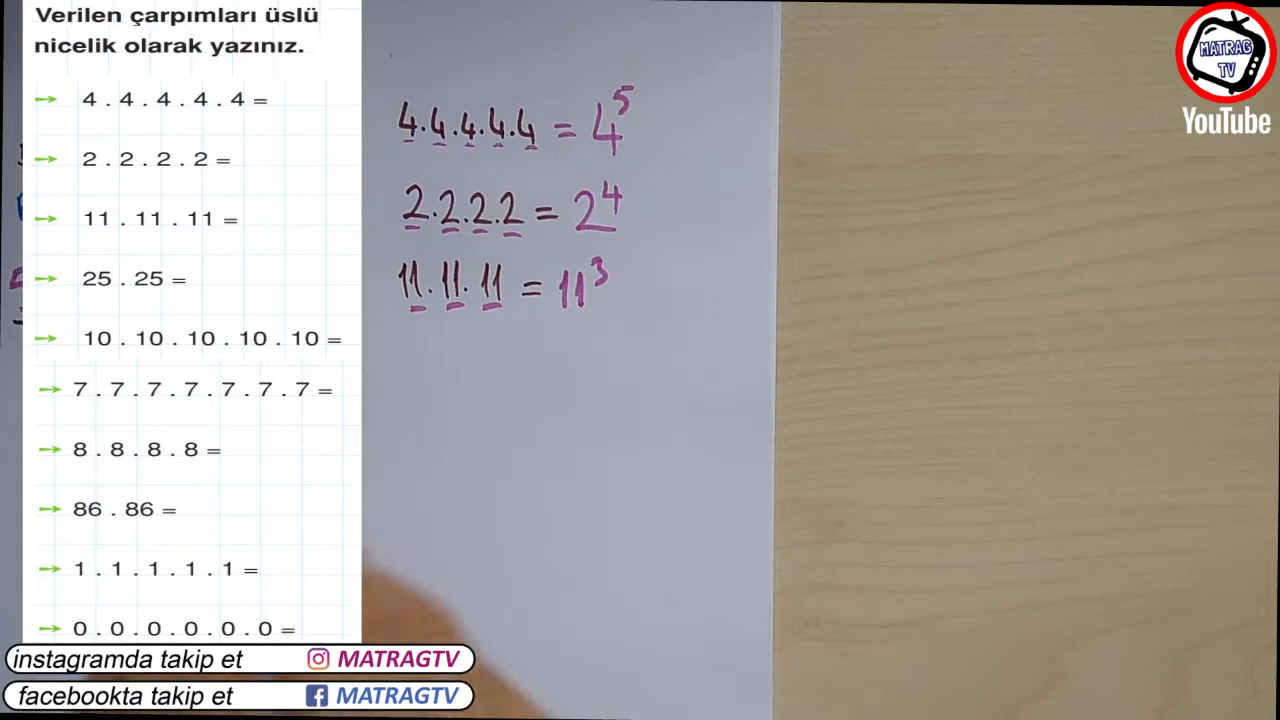 Verilen çarpımları üslü
nicelik olarak yazınız.
4 . 4 . 4 . 4 . 4 =
2 . 2 . 2 . 2 =
11 . 11 . 11 =
25 . 25 =
10 . 10 . 10 . 10 . 10 =
7 . 7 . 7 . 7 . 7 . 7 . 7 =
8 . 8 . 8 . 8 =
86 . 86 =
1 . 1 . 1 . 1 . 1 =
0 . 0 . 0 . 0 . 0 . 0 =
4.4.4.4.4 = 4⁵
2.2.2.2 = 2⁴
11.11.11 = 11³
MATRAG
TV
YouTube
instagramda takip et MATRAGTV
facebookta takip et MATRAGTV